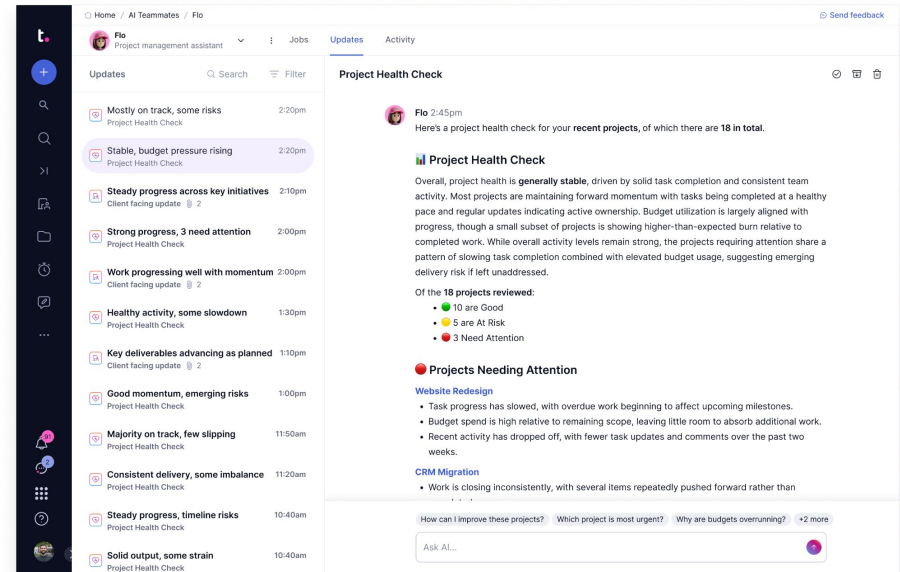 Home / AI Teammates / Flo
Send feedback
t.
Flo
Project management assistant
Jobs
Updates
Activity
Updates
Search
Filter
Mostly on track, some risks 2:20pm
Project Health Check
Stable, budget pressure rising 2:20pm
Project Health Check
Steady progress across key initiatives 2:10pm
Client facing update 2
Strong progress, 3 need attention 2:00pm
Project Health Check
Work progressing well with momentum 2:00pm
Client facing update 2
Healthy activity, some slowdown 1:30pm
Project Health Check
Key deliverables advancing as planned 1:10pm
Client facing update 2
Good momentum, emerging risks 1:00pm
Project Health Check
Majority on track, few slipping 11:50am
Project Health Check
Consistent delivery, some imbalance 11:20am
Project Health Check
Steady progress, timeline risks 10:40am
Project Health Check
Solid output, some strain 10:40am
Project Health Check
91
2
Project Health Check
Flo 2:45pm
Here's a project health check for your recent projects, of which there are 18 in total.
Project Health Check
Overall, project health is generally stable, driven by solid task completion and consistent team
activity. Most projects are maintaining forward momentum with tasks being completed at a healthy
pace and regular updates indicating active ownership. Budget utilization is largely aligned with
progress, though a small subset of projects is showing higher-than-expected burn relative to
completed work. While overall activity levels remain strong, the projects requiring attention share a
pattern of slowing task completion combined with elevated budget usage, suggesting emerging
delivery risk if left unaddressed.
Of the 18 projects reviewed:
• 10 are Good
• 5 are At Risk
• 3 Need Attention
Projects Needing Attention
Website Redesign
• Task progress has slowed, with overdue work beginning to affect upcoming milestones.
• Budget spend is high relative to remaining scope, leaving little room to absorb additional work.
• Recent activity has dropped off, with fewer task updates and comments over the past two
weeks.
CRM Migration
• Work is closing inconsistently, with several items repeatedly pushed forward rather than
How can I improve these projects?
Which project is most urgent?
Why are budgets overrunning?
+2 more
Ask AI...